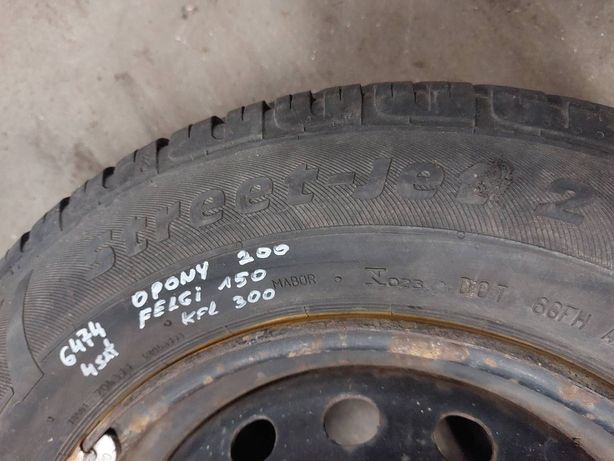 Street-Jet 2
OPONY 200
FELGI 150
KPL 300
6474
4szt
MABOR
DOT